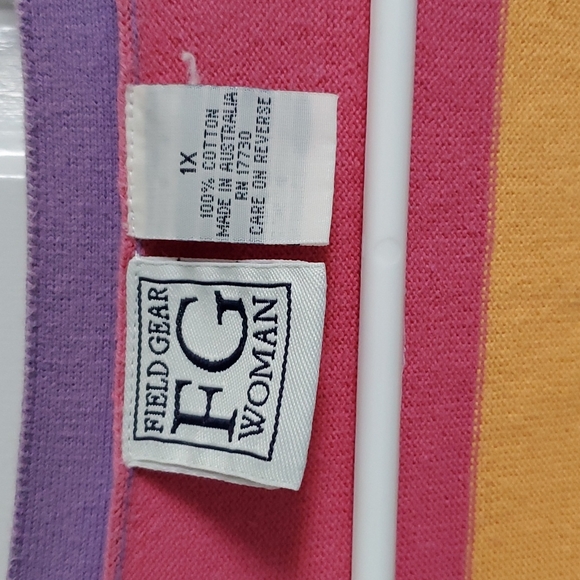 1X
100% COTTON
MADE IN AUSTRALIA
RN 17730
CARE ON REVERSE
FIELD GEAR
FG
WOMAN